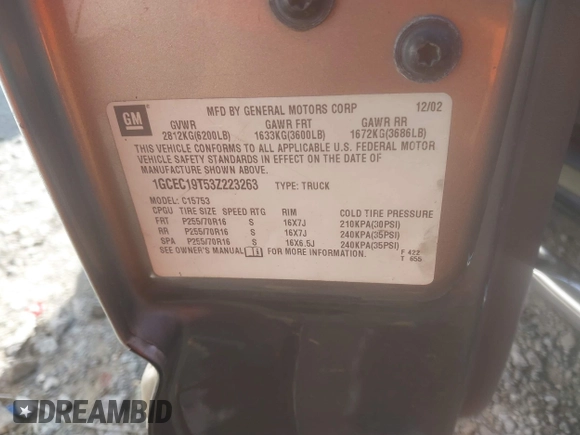 GM
MFD BY GENERAL MOTORS CORP 12/02
GVWR GAWR FRT GAWR RR
2812KG(6200LB) 1633KG(3600LB) 1672KG(3686LB)
THIS VEHICLE CONFORMS TO ALL APPLICABLE U.S. FEDERAL MOTOR
VEHICLE SAFETY STANDARDS IN EFFECT ON THE DATE OF
MANUFACTURE SHOWN ABOVE.
1GCEC19T53Z223263 TYPE: TRUCK
MODEL: C15753
CPGU TIRE SIZE SPEED RTG RIM COLD TIRE PRESSURE
FRT P255/70R16 S 16X7J 210KPA(30PSI)
RR P255/70R16 S 16X7J 240KPA(35PSI)
SPA P255/70R16 S 16X6.5J 240KPA(35PSI)
SEE OWNER'S MANUAL FOR MORE INFORMATION.
F 422
T 655
DREAMBID